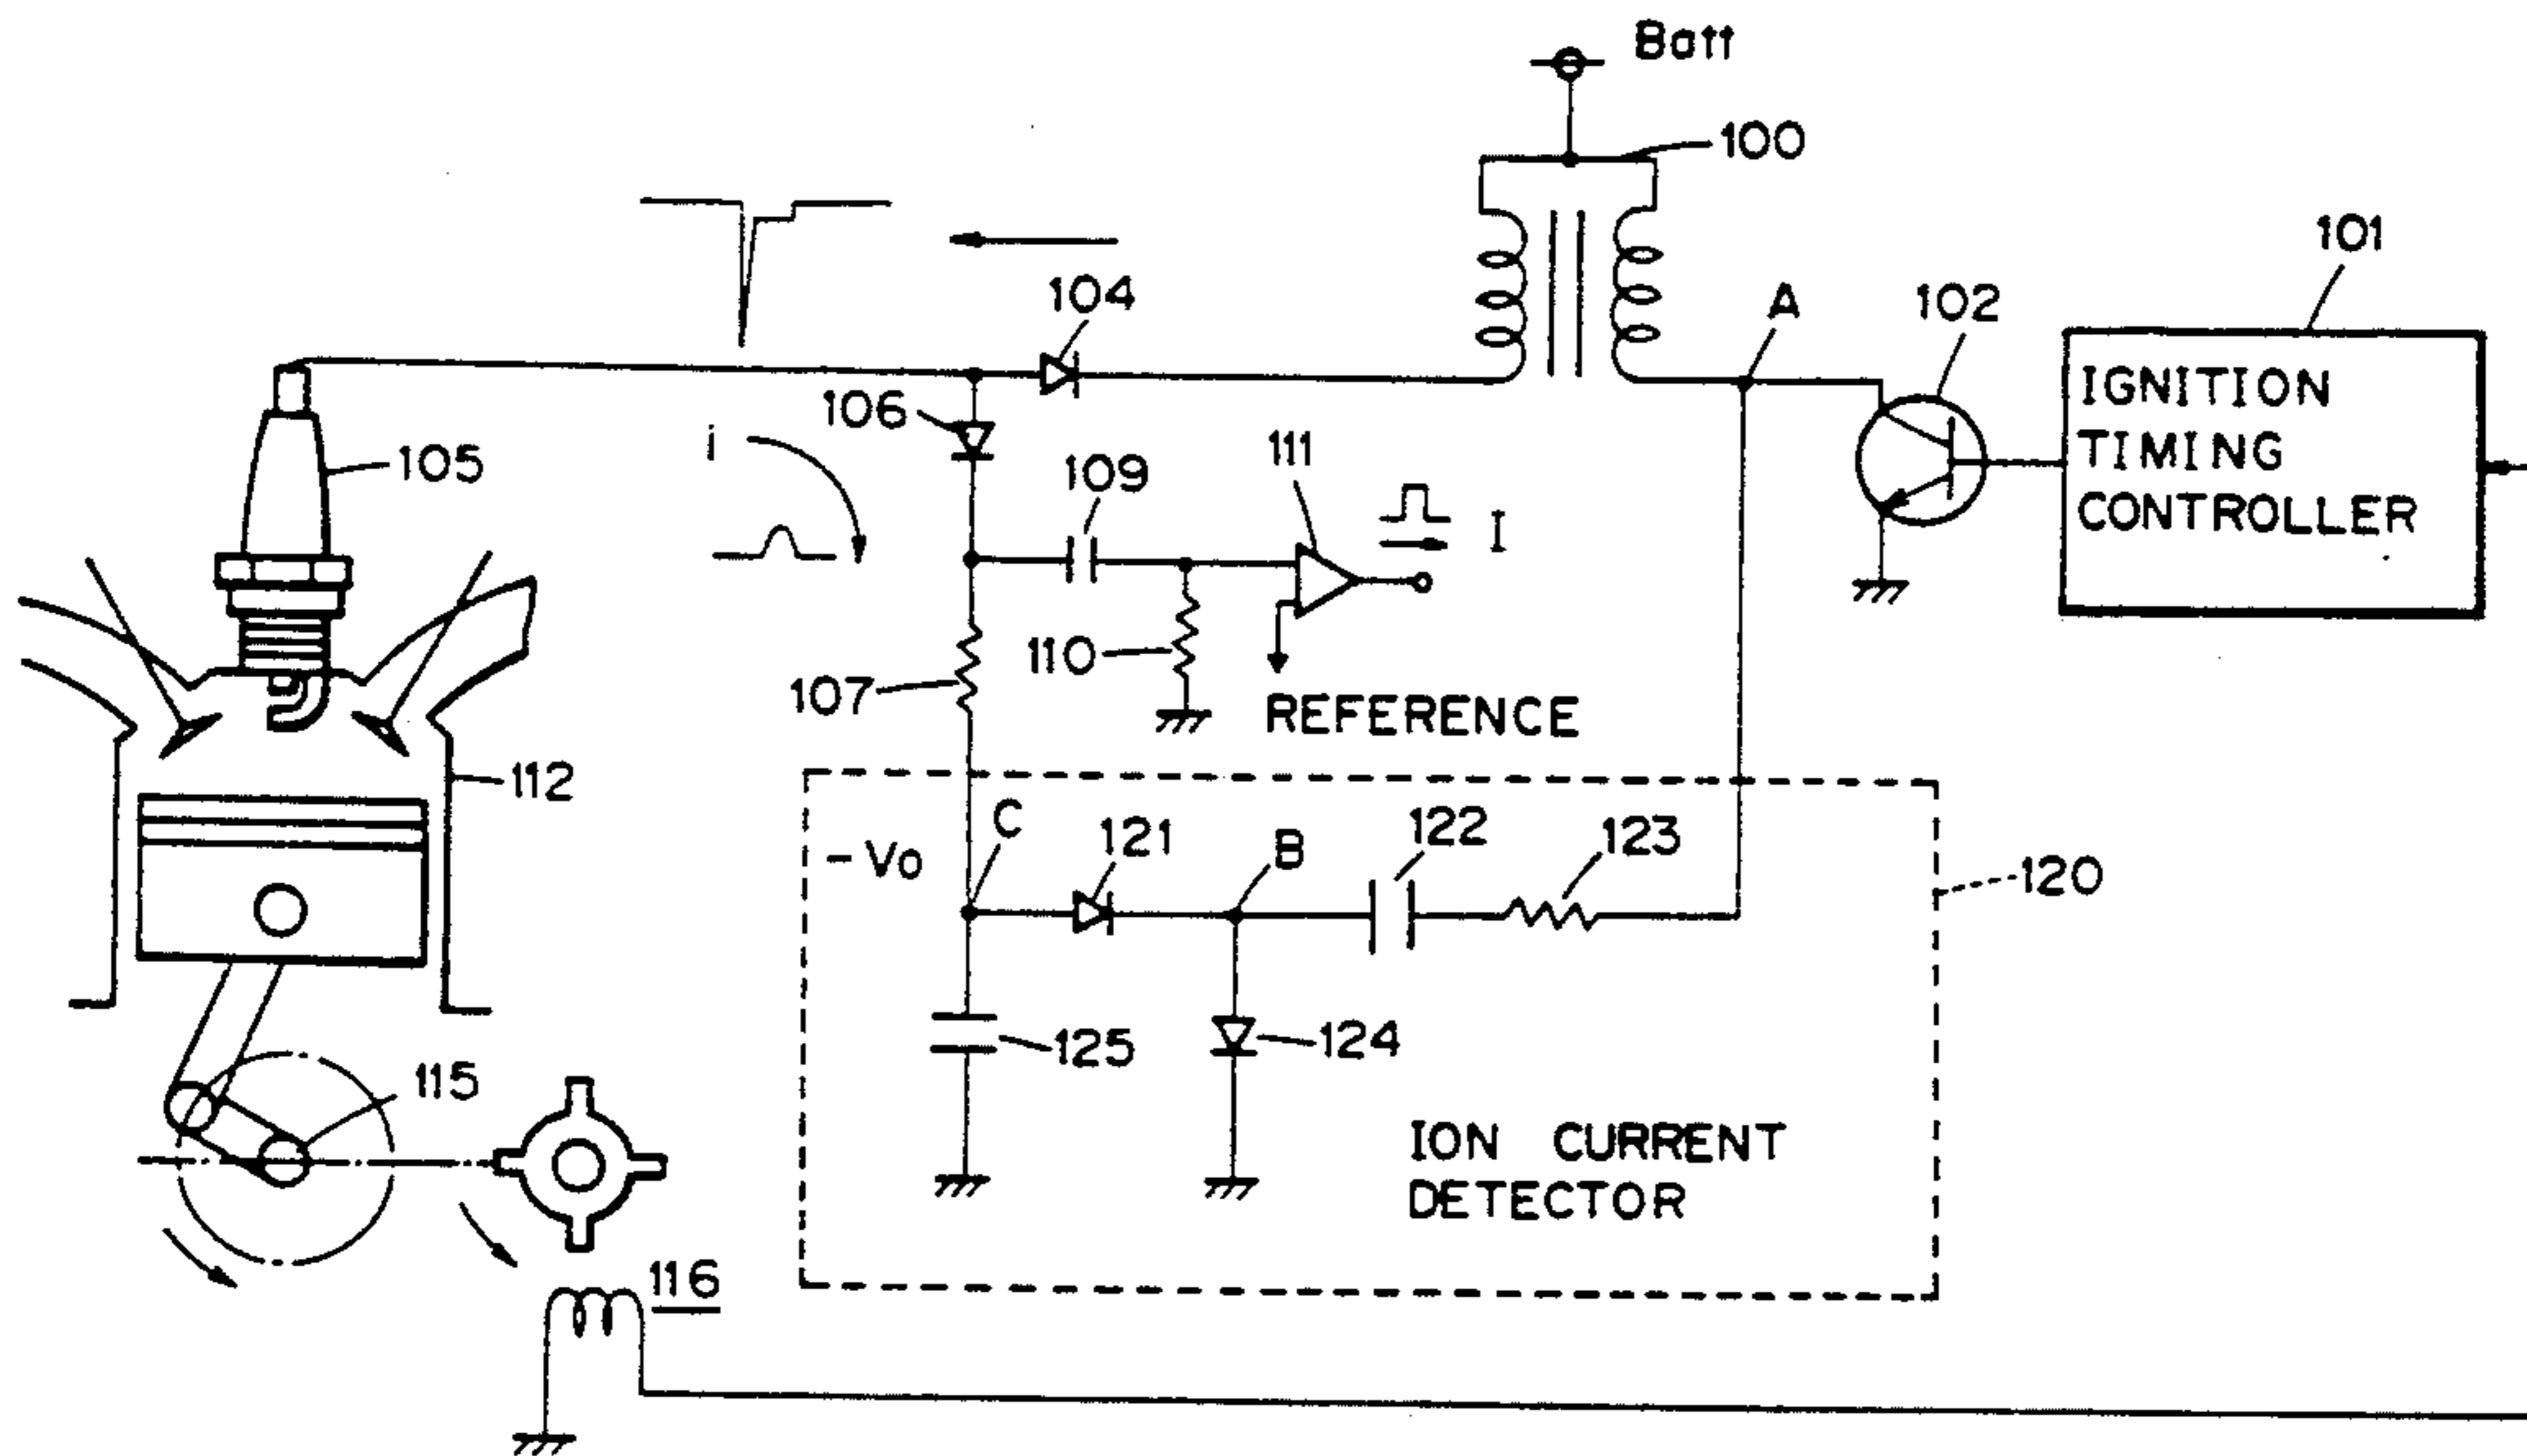 Batt
100
101
104
A
102
IGNITION
TIMING
CONTROLLER
106
105
i
109
111
I
110
107
REFERENCE
112
C
121
B
122
123
-Vo
120
125
124
115
ION CURRENT
DETECTOR
116